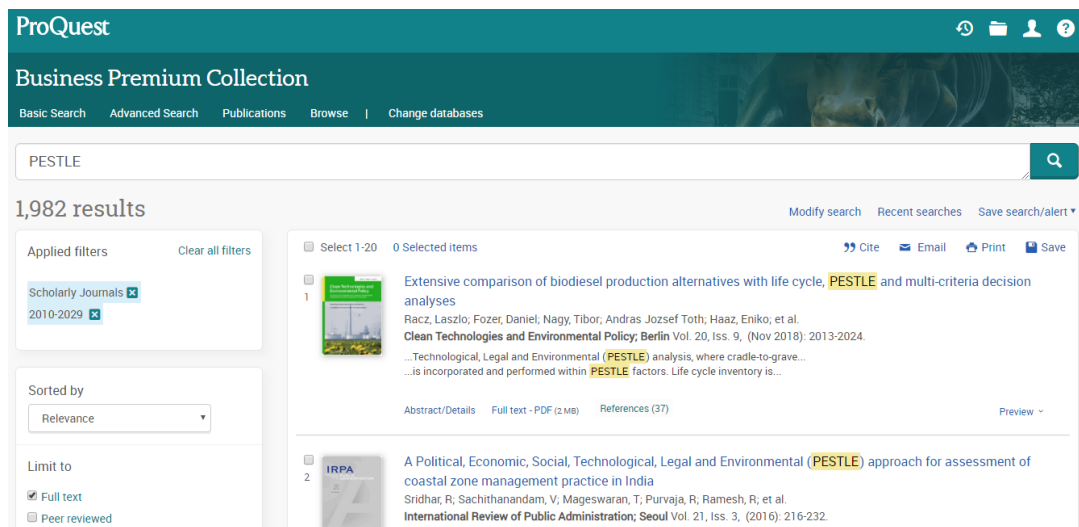 ProQuest
Business Premium Collection
Basic Search Advanced Search Publications Browse | Change databases
PESTLE
1,982 results
Modify search Recent searches Save search/alert
Applied filters Clear all filters
Scholarly Journals
2010-2029
Sorted by
Relevance
Limit to
Full text
Peer reviewed
Select 1-20 0 Selected items
Cite Email Print Save
1
Extensive comparison of biodiesel production alternatives with life cycle, PESTLE and multi-criteria decision
analyses
Racz, Laszlo; Fozer, Daniel; Nagy, Tibor; Andras Jozsef Toth; Haaz, Eniko; et al.
Clean Technologies and Environmental Policy; Berlin Vol. 20, Iss. 9, (Nov 2018): 2013-2024.
...Technological, Legal and Environmental (PESTLE) analysis, where cradle-to-grave...
...is incorporated and performed within PESTLE factors. Life cycle inventory is...
Abstract/Details Full text - PDF (2 MB) References (37)
Preview
2
IRPA
A Political, Economic, Social, Technological, Legal and Environmental (PESTLE) approach for assessment of
coastal zone management practice in India
Sridhar, R; Sachithanandam, V; Mageswaran, T; Purvaja, R; Ramesh, R; et al.
International Review of Public Administration; Seoul Vol. 21, Iss. 3, (2016): 216-232.